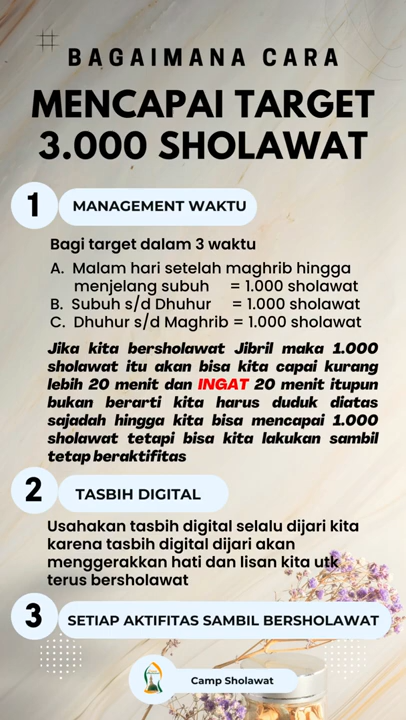 BAGAIMANA CARA
MENCAPAI TARGET
3.000 SHOLAWAT
1
MANAGEMENT WAKTU
Bagi target dalam 3 waktu
A. Malam hari setelah maghrib hingga
menjelang subuh = 1.000 sholawat
B. Subuh s/d Dhuhur = 1.000 sholawat
C. Dhuhur s/d Maghrib = 1.000 sholawat
Jika kita bersholawat Jibril maka 1.000
sholawat itu akan bisa kita capai kurang
lebih 20 menit dan INGAT 20 menit itupun
bukan berarti kita harus duduk diatas
sajadah hingga kita bisa mencapai 1.000
sholawat tetapi bisa kita lakukan sambil
tetap beraktifitas
2
TASBIH DIGITAL
Usahakan tasbih digital selalu dijari kita
karena tasbih digital dijari akan
menggerakkan hati dan lisan kita utk
terus bersholawat
3
SETIAP AKTIFITAS SAMBIL BERSHOLAWAT
Camp Sholawat